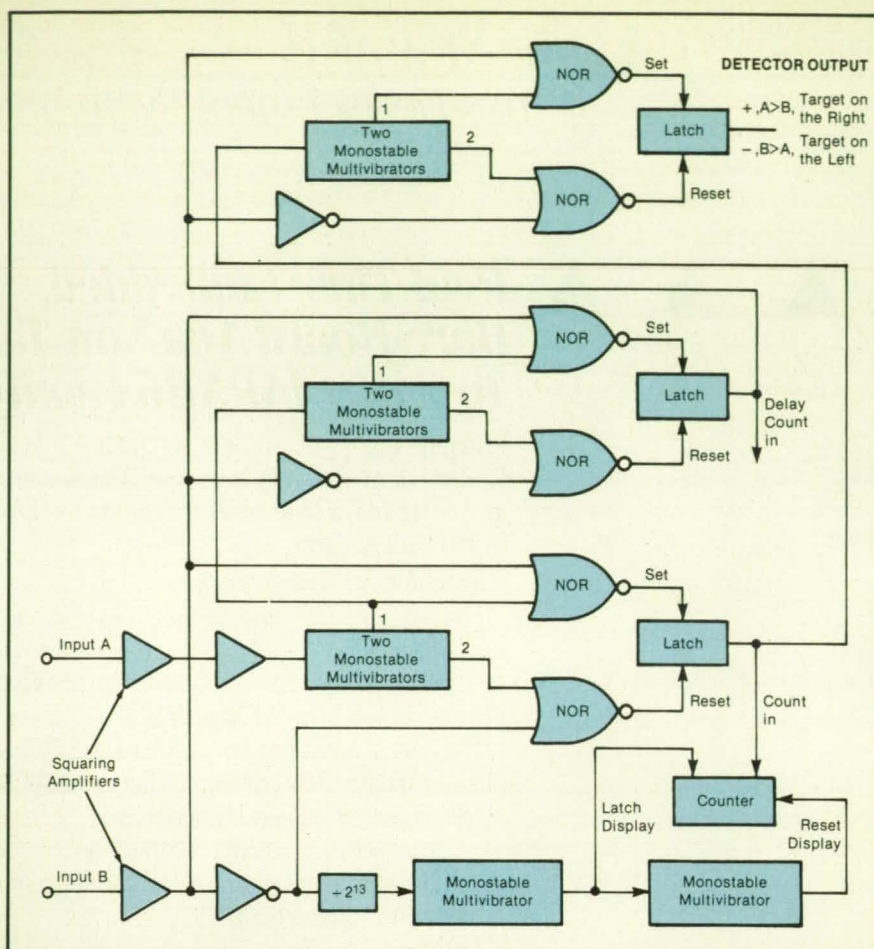 DETECTOR OUTPUT
NOR
Set
Latch
+,A>B, Target on
the Right
−,B>A, Target on
the Left
1
Two
Monostable
Multivibrators
2
NOR
Reset
NOR
Set
Latch
1
Two
Monostable
Multivibrators
2
NOR
Reset
Delay
Count
in
NOR
Set
Latch
Input A
1
Two
Monostable
Multivibrators
2
NOR
Reset
Count
in
Squaring
Amplifiers
Latch
Display
Counter
Reset
Display
Input B
÷ 2¹³
Monostable
Multivibrator
Monostable
Multivibrator